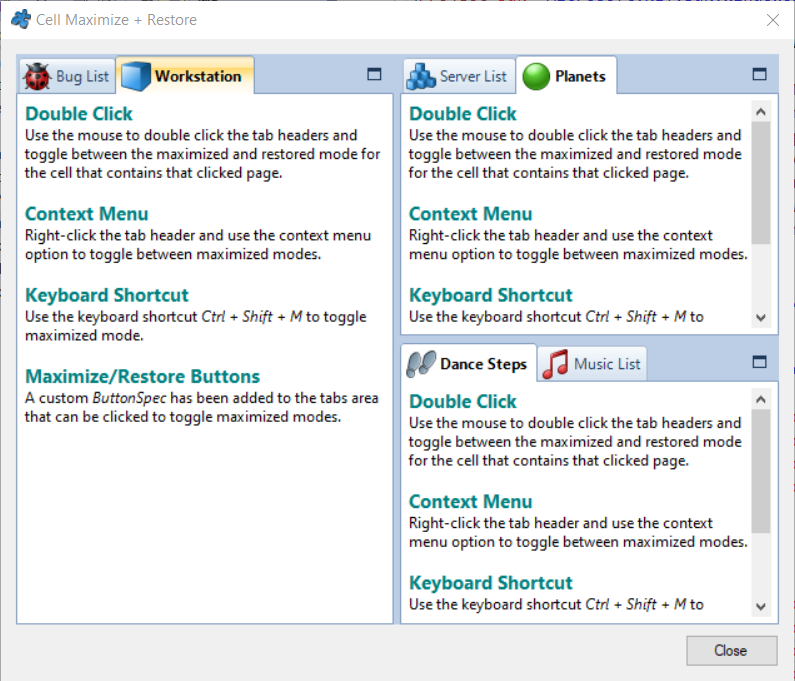 Cell Maximize + Restore
Bug List
Workstation
Double Click
Use the mouse to double click the tab headers and
toggle between the maximized and restored mode for
the cell that contains that clicked page.
Context Menu
Right-click the tab header and use the context menu
option to toggle between maximized modes.
Keyboard Shortcut
Use the keyboard shortcut Ctrl + Shift + M to toggle
maximized mode.
Maximize/Restore Buttons
A custom ButtonSpec has been added to the tabs area
that can be clicked to toggle maximized modes.
Server List
Planets
Double Click
Use the mouse to double click the tab headers and
toggle between the maximized and restored mode
for the cell that contains that clicked page.
Context Menu
Right-click the tab header and use the context
menu option to toggle between maximized modes.
Keyboard Shortcut
Use the keyboard shortcut Ctrl + Shift + M to
Dance Steps
Music List
Double Click
Use the mouse to double click the tab headers and
toggle between the maximized and restored mode
for the cell that contains that clicked page.
Context Menu
Right-click the tab header and use the context
menu option to toggle between maximized modes.
Keyboard Shortcut
Use the keyboard shortcut Ctrl + Shift + M to
Close